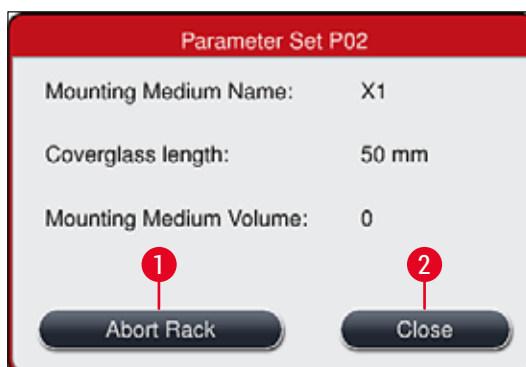 Parameter Set P02
Mounting Medium Name: X1
Coverglass length: 50 mm
Mounting Medium Volume: 0
1 2
Abort Rack Close